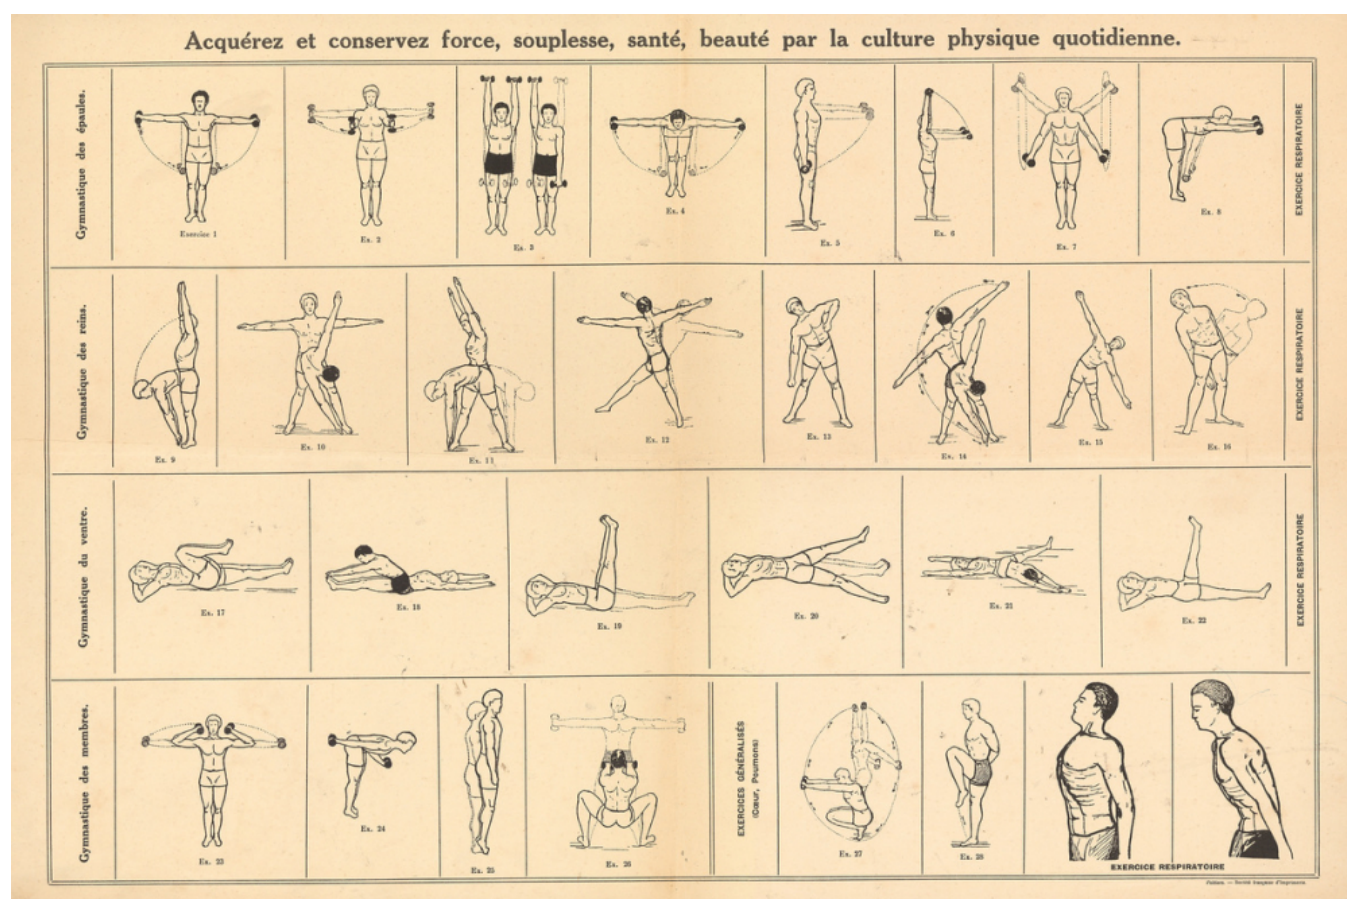 Acquérez et conservez force, souplesse, santé, beauté par la culture physique quotidienne.
Gymnastique des épaules.
Exercice 1
Ex. 2
Ex. 3
Ex. 4
Ex. 5
Ex. 6
Ex. 7
Ex. 8
EXERCICE RESPIRATOIRE
Gymnastique des reins.
Ex. 9
Ex. 10
Ex. 11
Ex. 12
Ex. 13
Ex. 14
Ex. 15
Ex. 16
EXERCICE RESPIRATOIRE
Gymnastique du ventre.
Ex. 17
Ex. 18
Ex. 19
Ex. 20
Ex. 21
Ex. 22
EXERCICE RESPIRATOIRE
Gymnastique des membres.
Ex. 23
Ex. 24
Ex. 25
Ex. 26
EXERCICES GÉNÉRALISÉS
(Cœur, Poumons)
Ex. 27
Ex. 28
EXERCICE RESPIRATOIRE
Poitiers. — Société française d'Imprimerie.